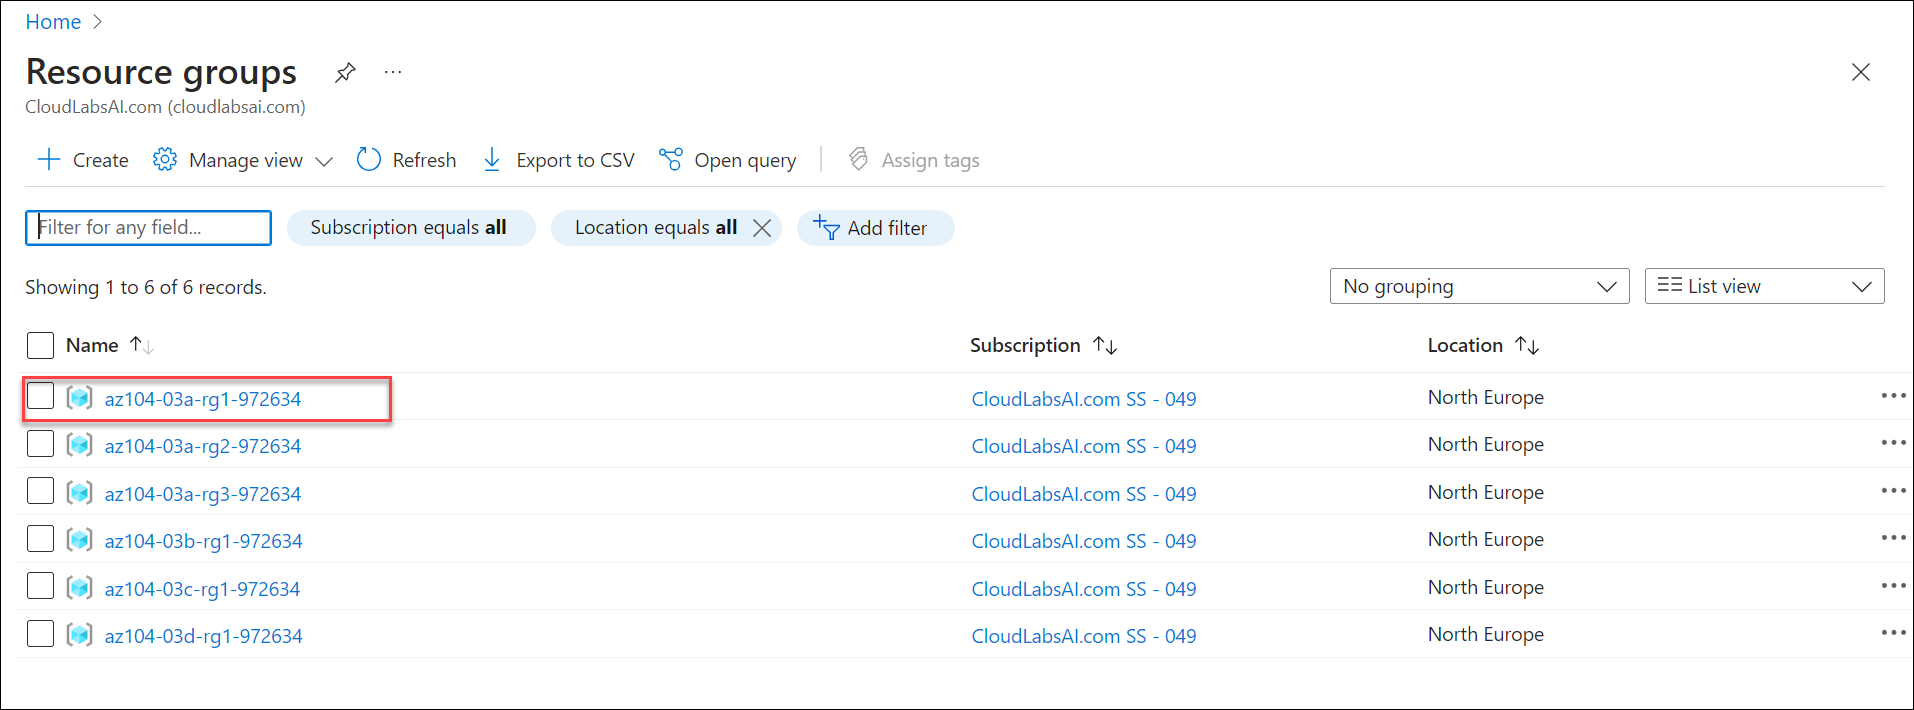 Home
Resource groups
CloudLabsAI.com (cloudlabsai.com)
Create Manage view Refresh Export to CSV Open query Assign tags
Filter for any field... Subscription equals all Location equals all Add filter
Showing 1 to 6 of 6 records. No grouping List view
Name Subscription Location
az104-03a-rg1-972634 CloudLabsAI.com SS - 049 North Europe
az104-03a-rg2-972634 CloudLabsAI.com SS - 049 North Europe
az104-03a-rg3-972634 CloudLabsAI.com SS - 049 North Europe
az104-03b-rg1-972634 CloudLabsAI.com SS - 049 North Europe
az104-03c-rg1-972634 CloudLabsAI.com SS - 049 North Europe
az104-03d-rg1-972634 CloudLabsAI.com SS - 049 North Europe